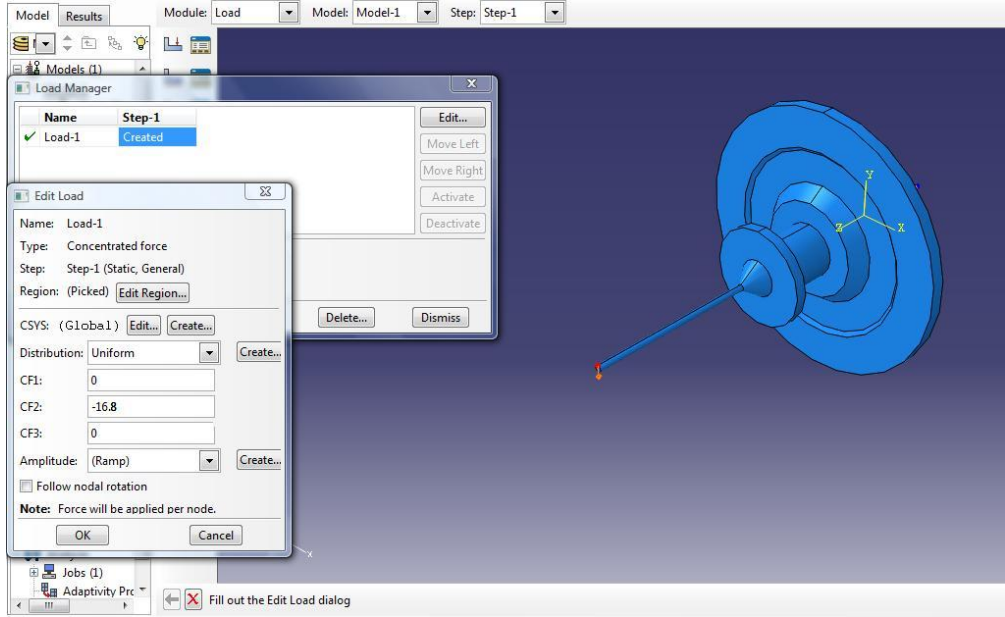 Model Results Module: Load Model: Model-1 Step: Step-1
Models (1)
Load Manager
Name Step-1 Edit...
Load-1 Created
Move Left
Move Right
Activate
Deactivate
Delete... Dismiss
Edit Load
Name: Load-1
Type: Concentrated force
Step: Step-1 (Static, General)
Region: (Picked) Edit Region...
CSYS: (Global) Edit... Create...
Distribution: Uniform Create...
CF1: 0
CF2: -16.8
CF3: 0
Amplitude: (Ramp) Create...
Follow nodal rotation
Note: Force will be applied per node.
OK Cancel
Jobs (1)
Adaptivity Prc
Y
Z X
x
Fill out the Edit Load dialog